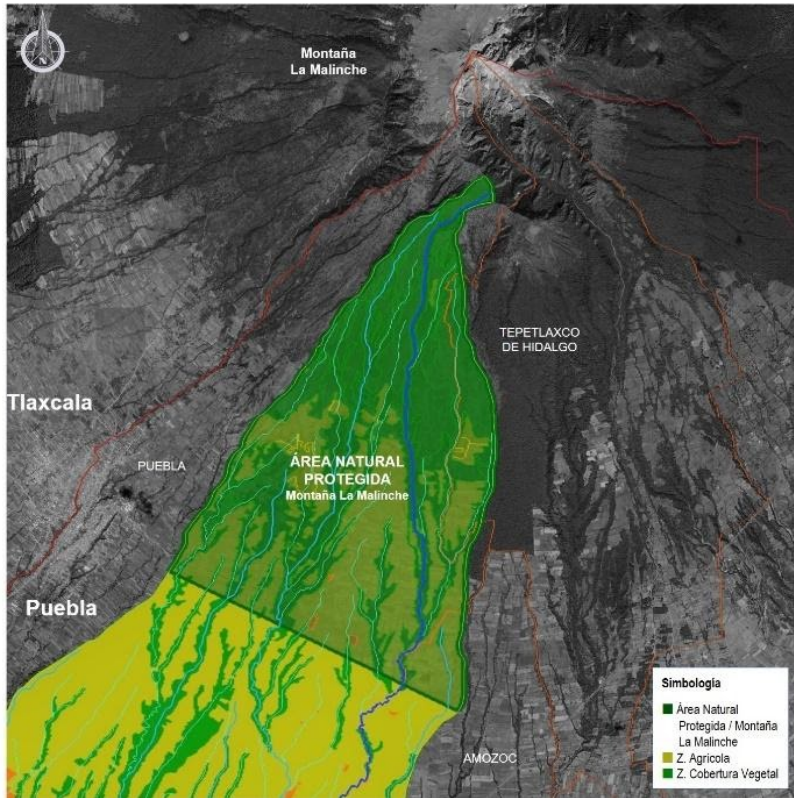 N
Montaña
La Malinche
TEPETLAXCO
DE HIDALGO
Tlaxcala
PUEBLA
ÁREA NATURAL
PROTEGIDA
Montaña La Malinche
Puebla
AMOZOC
Simbología
Área Natural
Protegida / Montaña
La Malinche
Z. Agrícola
Z. Cobertura Vegetal